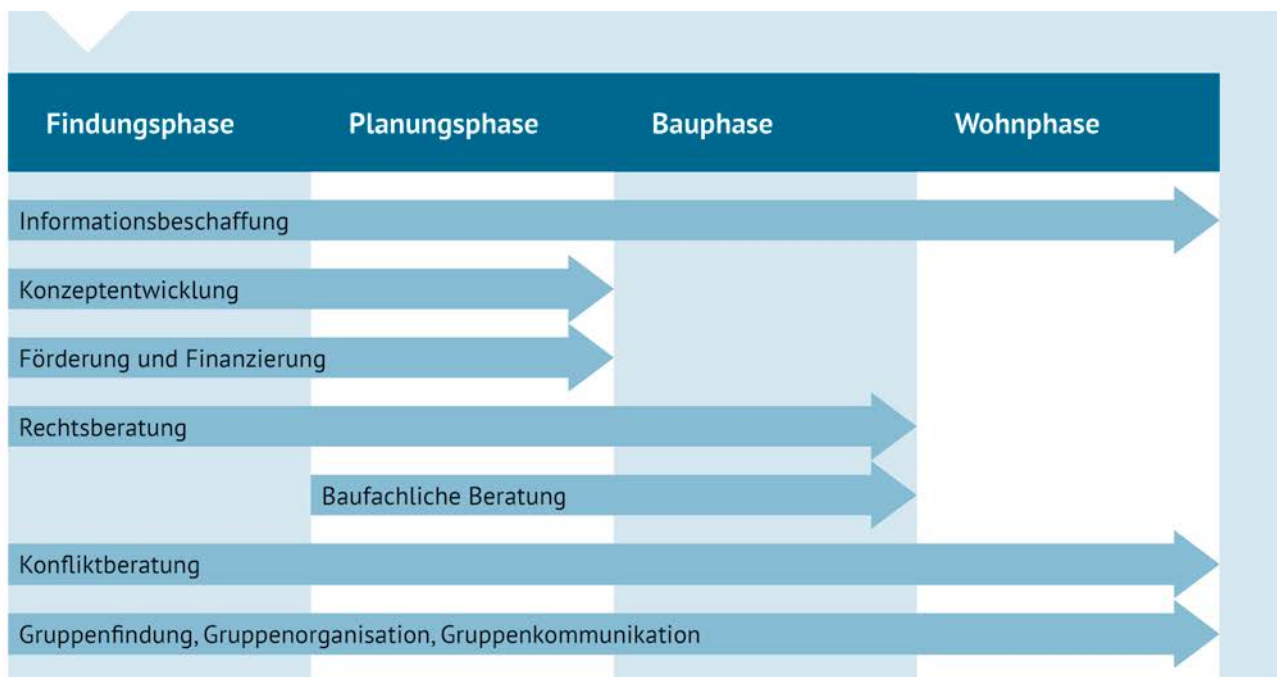 Findungsphase Planungsphase Bauphase Wohnphase
Informationsbeschaffung
Konzeptentwicklung
Förderung und Finanzierung
Rechtsberatung
Baufachliche Beratung
Konfliktberatung
Gruppenfindung, Gruppenorganisation, Gruppenkommunikation